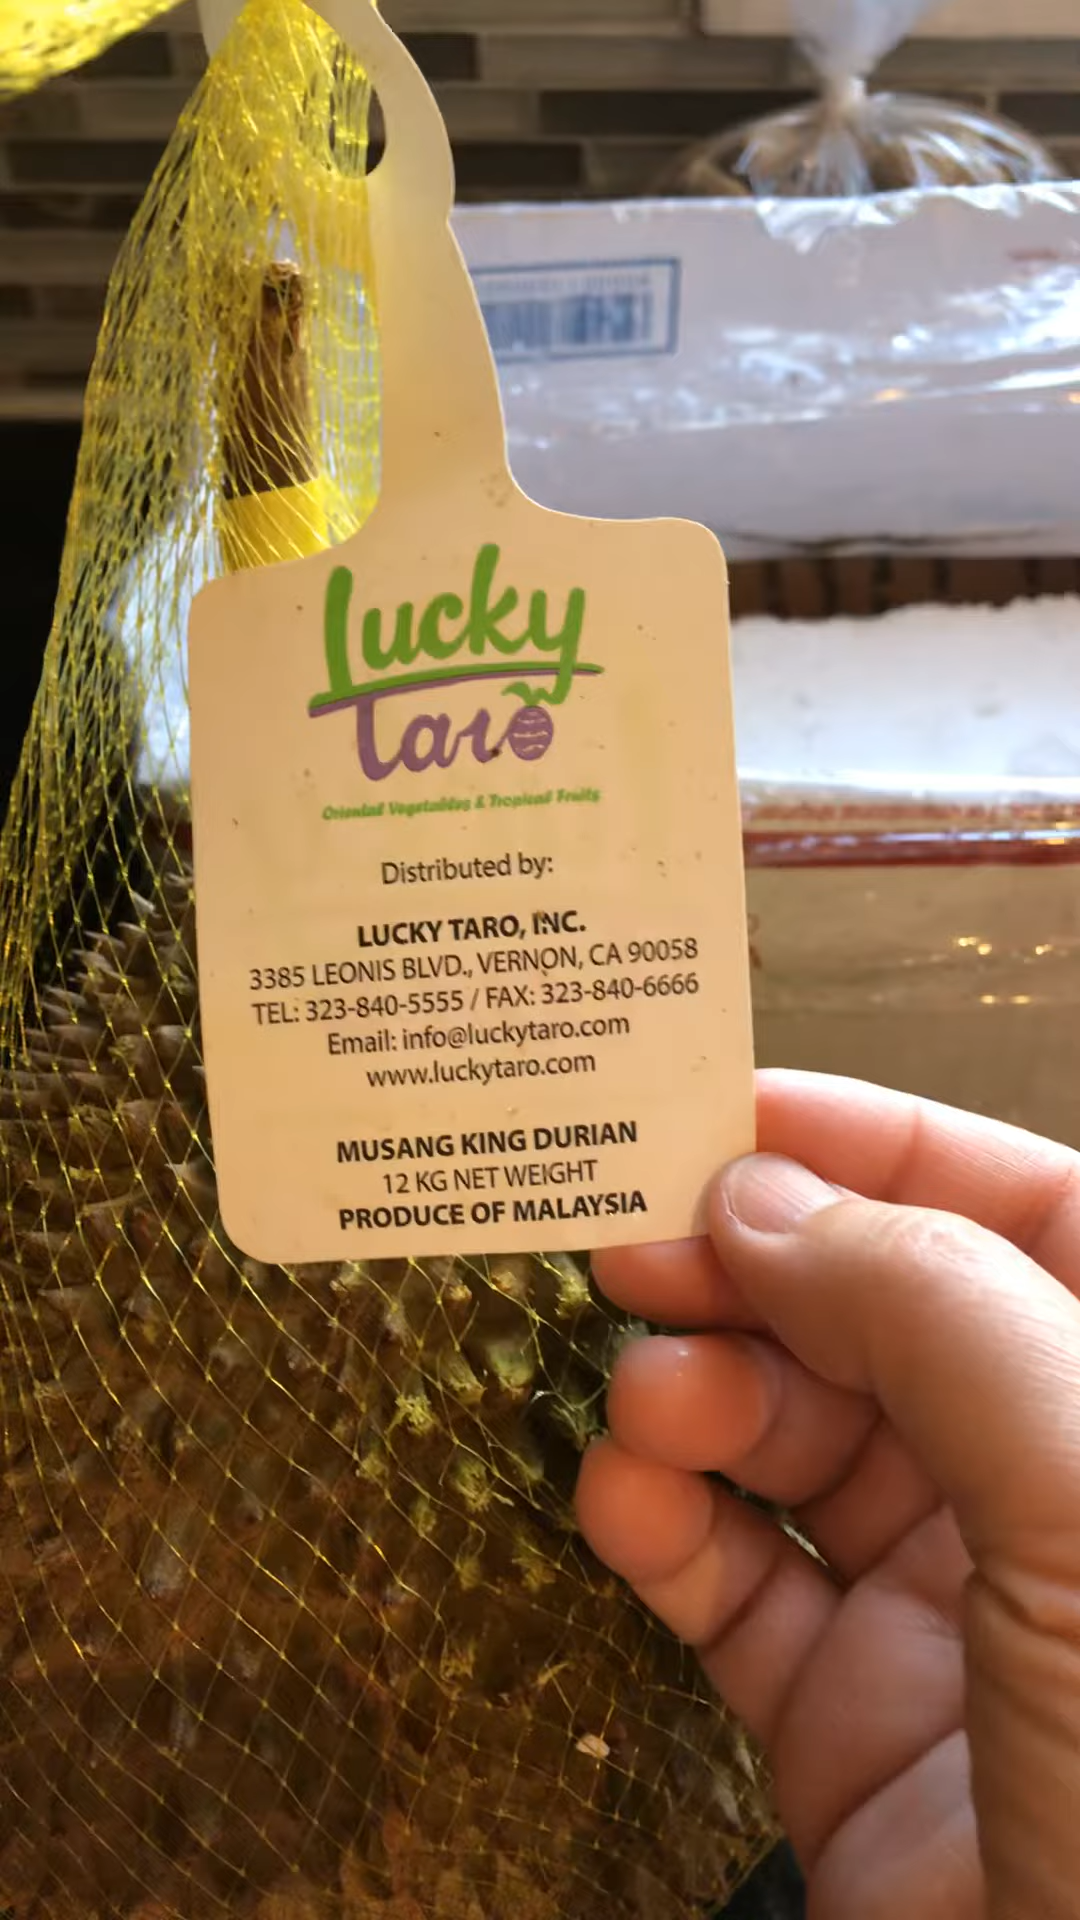 Lucky
Taro
Oriental Vegetables & Tropical Fruits
Distributed by:
LUCKY TARO, INC.
3385 LEONIS BLVD., VERNON, CA 90058
TEL: 323-840-5555 / FAX: 323-840-6666
Email: info@luckytaro.com
www.luckytaro.com
MUSANG KING DURIAN
12 KG NET WEIGHT
PRODUCE OF MALAYSIA